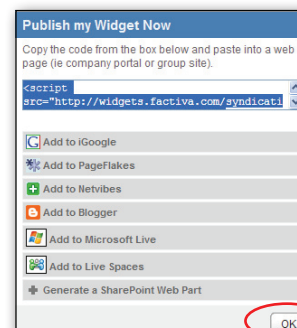 Publish my Widget Now
Copy the code from the box below and paste into a web
page (ie company portal or group site).
<script
src="http://widgets.factiva.com/syndicati
Add to iGoogle
Add to PageFlakes
Add to Netvibes
Add to Blogger
Add to Microsoft Live
Add to Live Spaces
Generate a SharePoint Web Part
OK